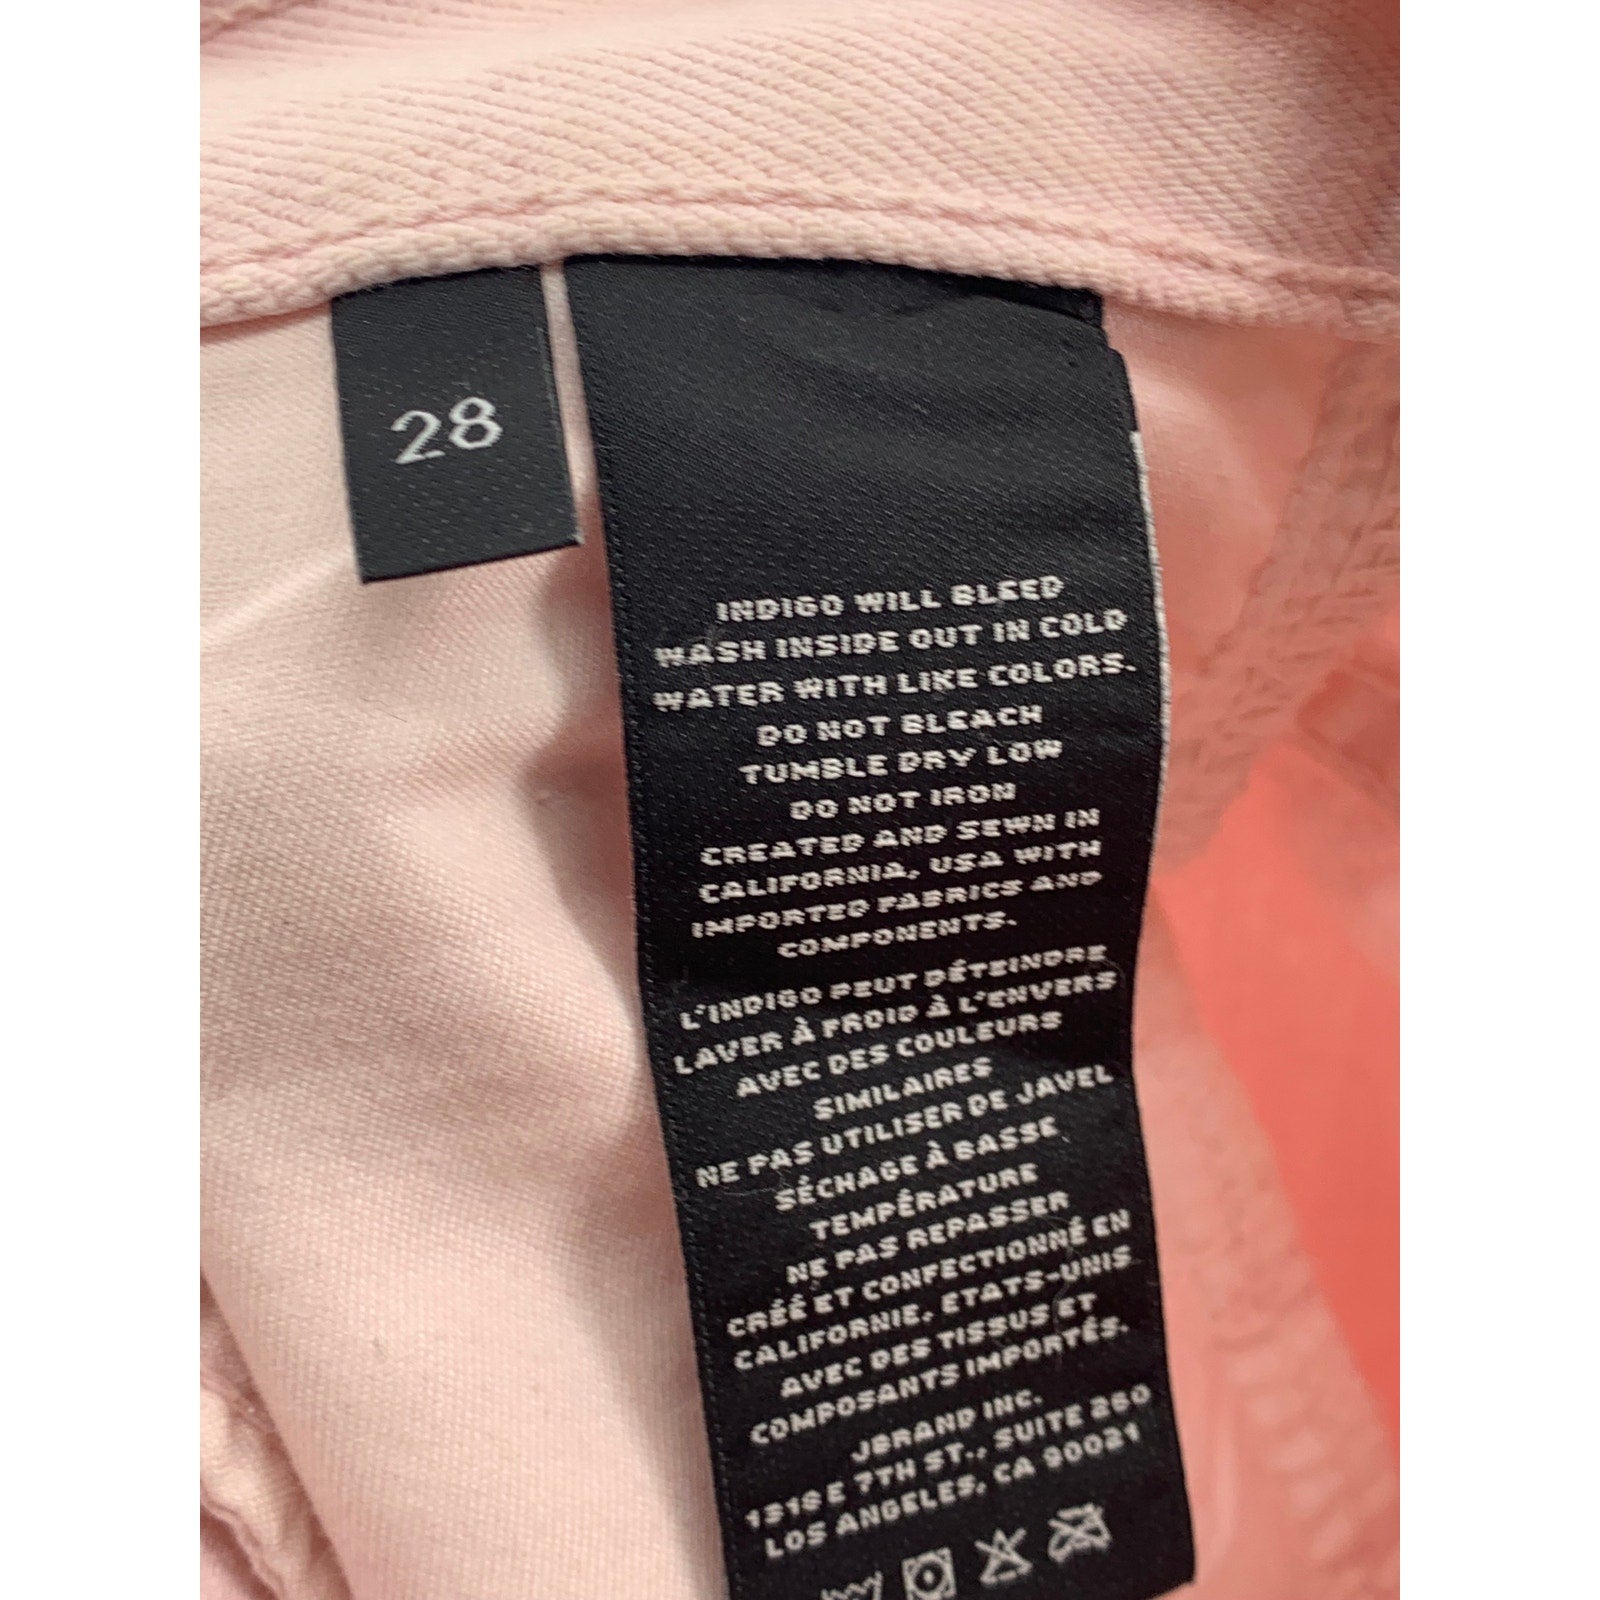 28
INDIGO WILL BLEED
WASH INSIDE OUT IN COLD
WATER WITH LIKE COLORS.
DO NOT BLEACH
TUMBLE DRY LOW
DO NOT IRON
CREATED AND SEWN IN
CALIFORNIA, USA WITH
IMPORTED FABRICS AND
COMPONENTS.
L'INDIGO PEUT DÉTEINDRE
LAVER À FROID À L'ENVERS
AVEC DES COULEURS
SIMILAIRES
NE PAS UTILISER DE JAVEL
SÉCHAGE À BASSE
TEMPÉRATURE
NE PAS REPASSER
CRÉÉ ET CONFECTIONNÉ EN
CALIFORNIE, ÉTATS-UNIS
AVEC DES TISSUS ET
COMPOSANTS IMPORTÉS.
JBRAND INC.
1318 E 7TH ST., SUITE 260
LOS ANGELES, CA 90021